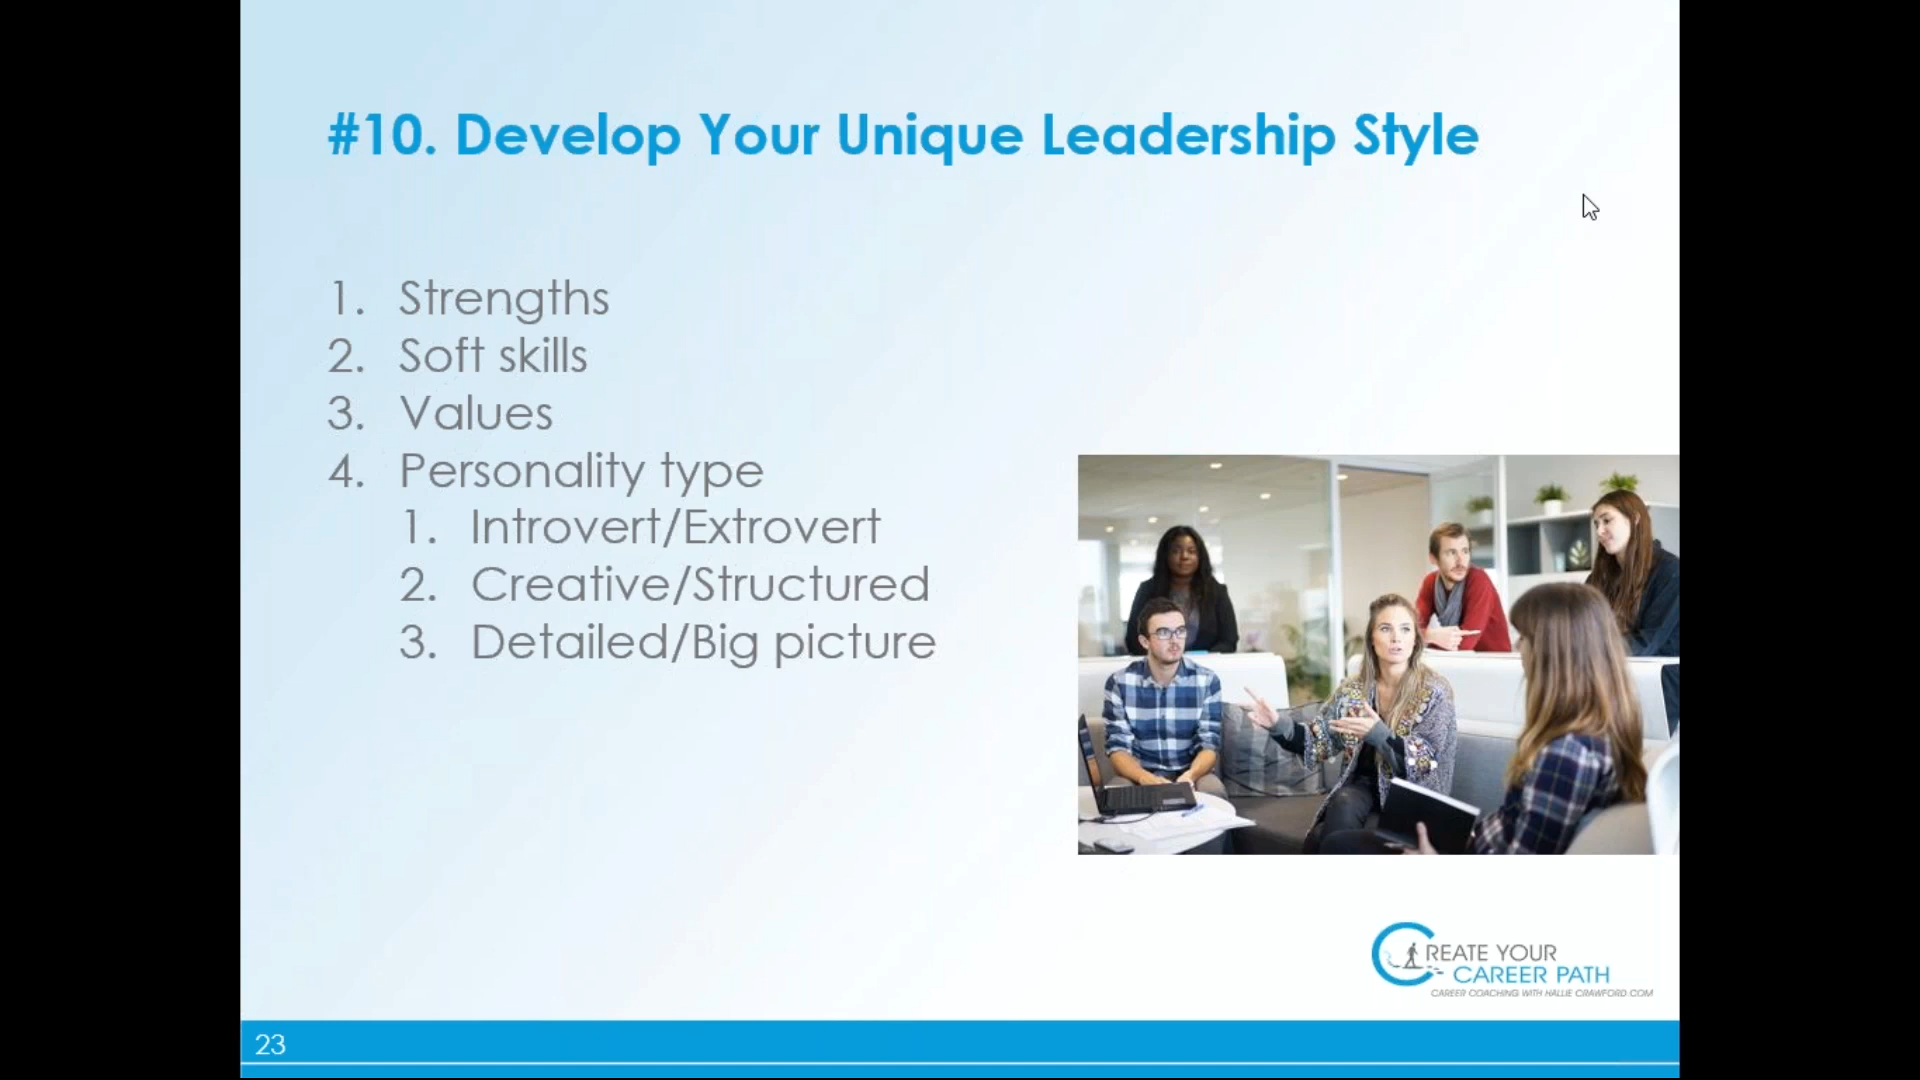 #10. Develop Your Unique Leadership Style
1. Strengths
2. Soft skills
3. Values
4. Personality type
1. Introvert/Extrovert
2. Creative/Structured
3. Detailed/Big picture
CREATE YOUR
CAREER PATH
CAREER COACHING WITH HALLIE CRAWFORD.COM
23